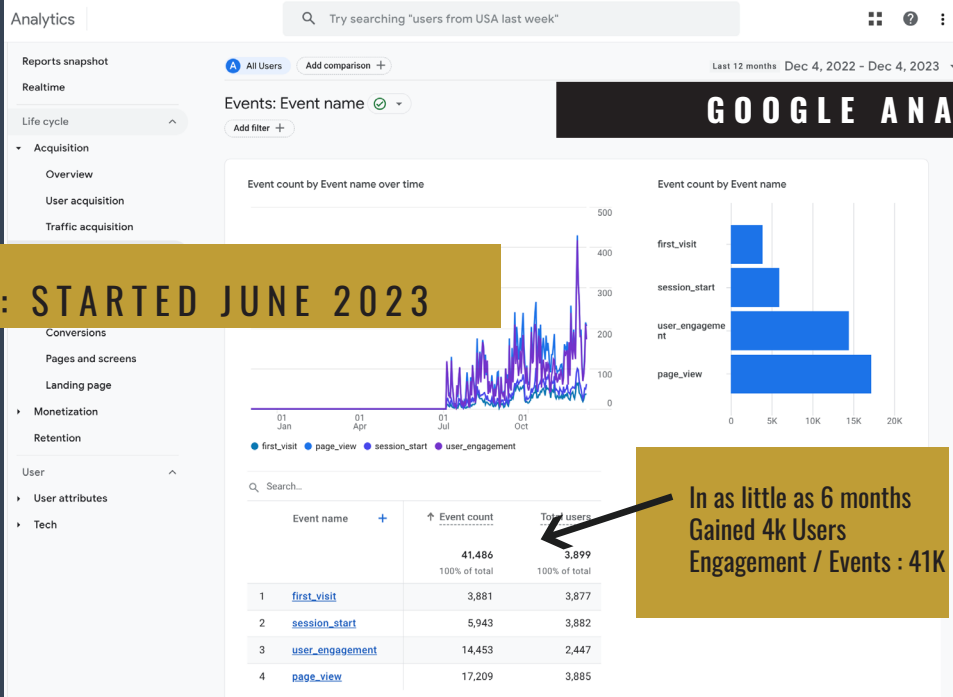 Analytics
Try searching "users from USA last week"
Reports snapshot
Realtime
Life cycle
Acquisition
Overview
User acquisition
Traffic acquisition
: STARTED JUNE 2023
Conversions
Pages and screens
Landing page
Monetization
Retention
User
User attributes
Tech
A All Users
Add comparison +
Last 12 months Dec 4, 2022 - Dec 4, 2023
Events: Event name
Add filter +
GOOGLE ANA
Event count by Event name over time
500
400
300
200
100
0
01 Jan
01 Apr
01 Jul
01 Oct
first_visit page_view session_start user_engagement
Event count by Event name
first_visit
session_start
user_engageme
nt
page_view
0 5K 10K 15K 20K
Search...
Event name + ↑ Event count Total users
41,486 3,899
100% of total 100% of total
1 first_visit 3,881 3,877
2 session_start 5,943 3,882
3 user_engagement 14,453 2,447
4 page_view 17,209 3,885
In as little as 6 months
Gained 4k Users
Engagement / Events : 41K